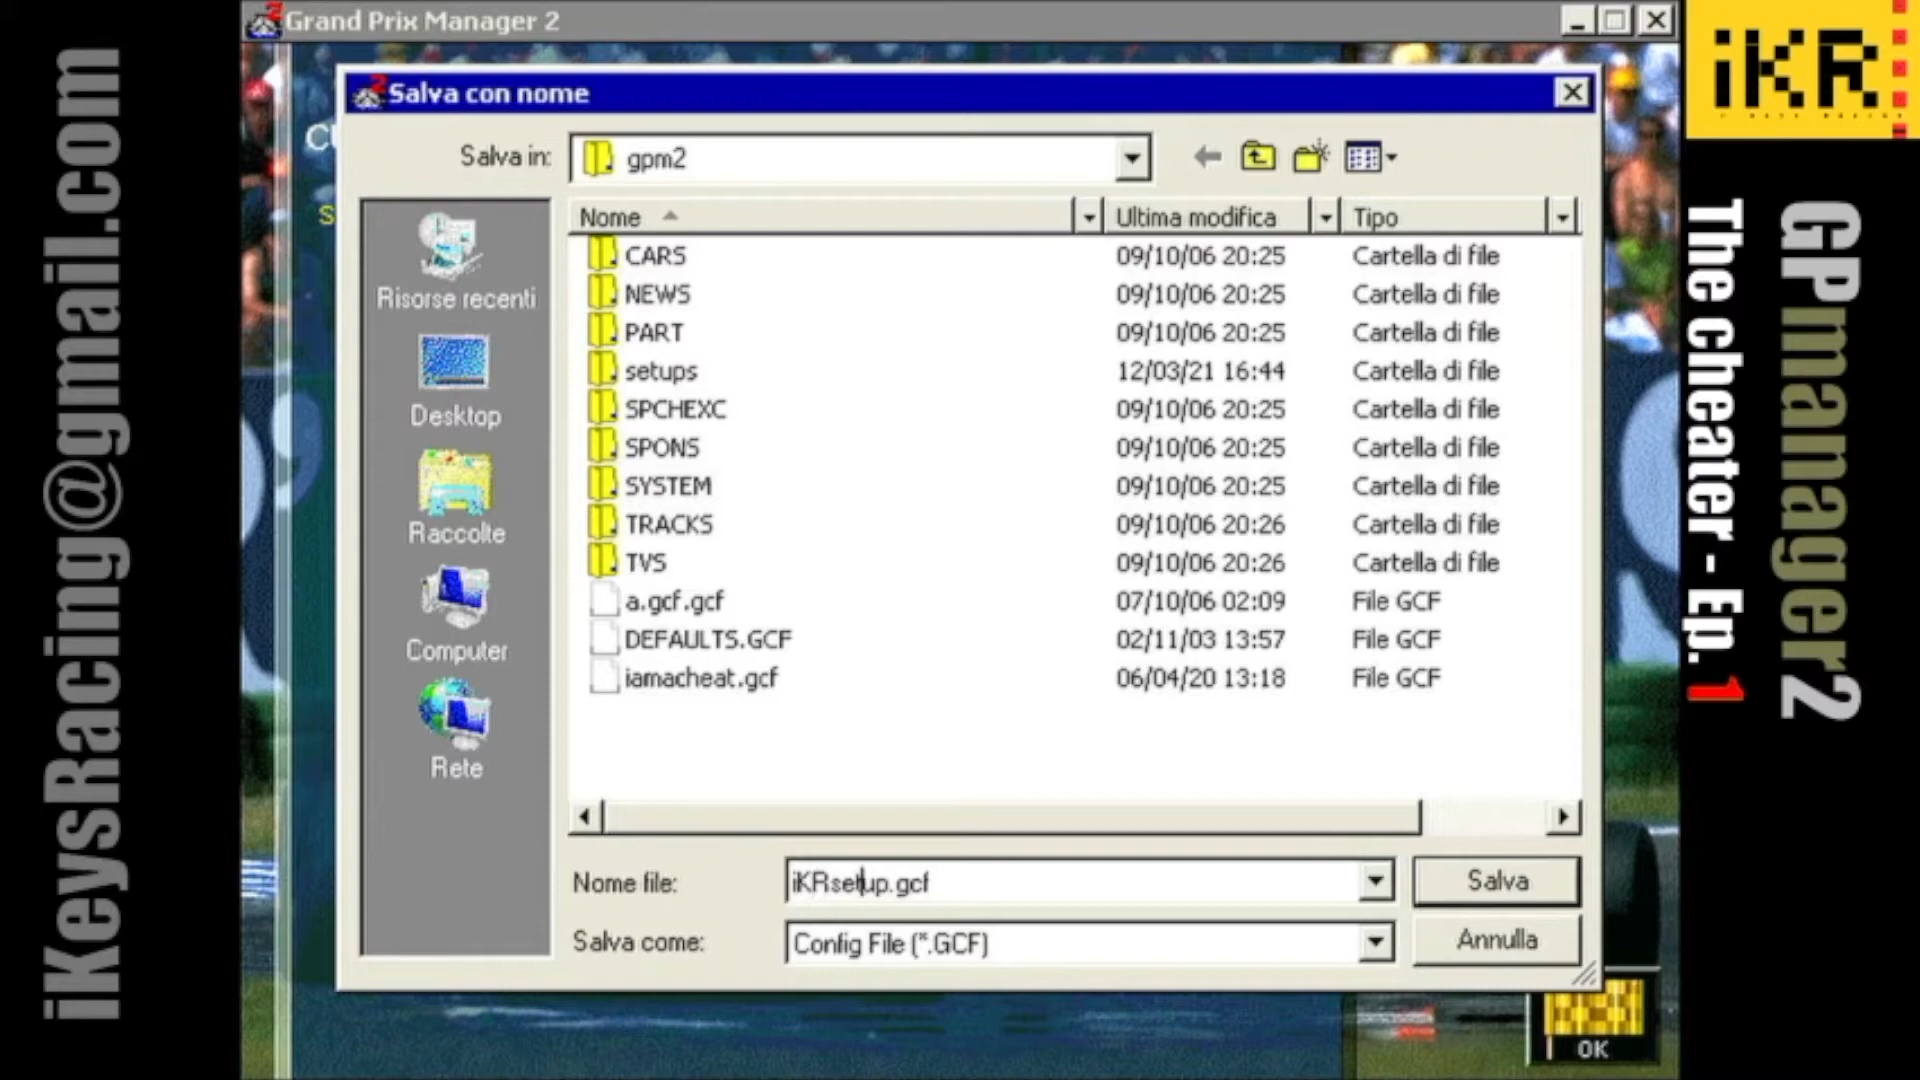 Grand Prix Manager 2
Salva con nome
Salva in:
gpm2
Nome
Ultima modifica
Tipo
CARS 09/10/06 20:25 Cartella di file
NEWS 09/10/06 20:25 Cartella di file
PART 09/10/06 20:25 Cartella di file
setups 12/03/21 16:44 Cartella di file
SPCHEXC 09/10/06 20:25 Cartella di file
SPONS 09/10/06 20:25 Cartella di file
SYSTEM 09/10/06 20:25 Cartella di file
TRACKS 09/10/06 20:26 Cartella di file
TVS 09/10/06 20:26 Cartella di file
a.gcf.gcf 07/10/06 02:09 File GCF
DEFAULTS.GCF 02/11/03 13:57 File GCF
iamacheat.gcf 06/04/20 13:18 File GCF
Risorse recenti
Desktop
Raccolte
Computer
Rete
Nome file:
iKRsetup.gcf
Salva
Salva come:
Config File (*.GCF)
Annulla
OK
iKeysRacing@gmail.com
iKR
GPmanager2
The cheater - Ep. 1